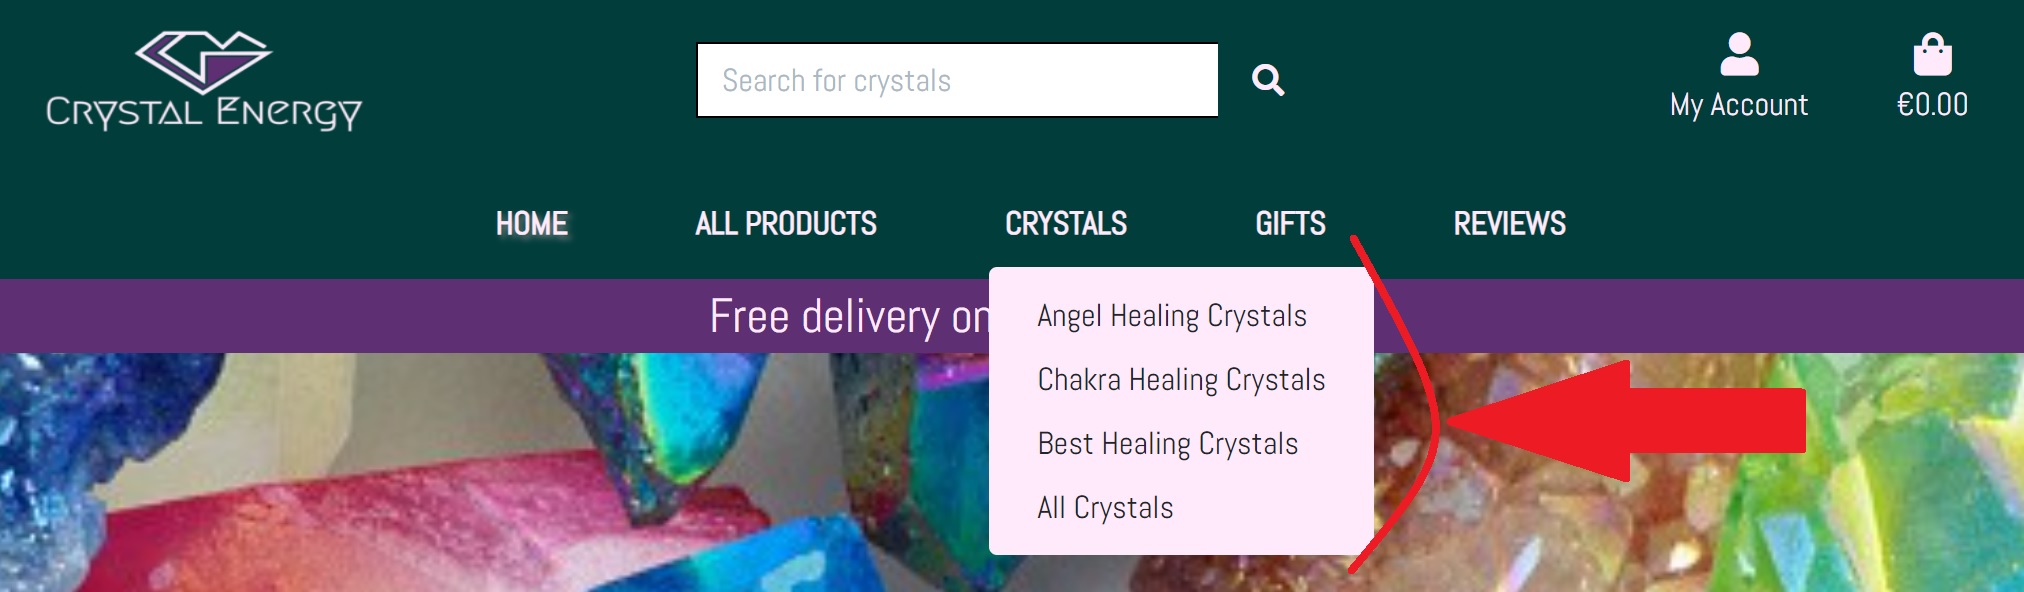 CRYSTAL ENERGY
Search for crystals
My Account
€0.00
HOME
ALL PRODUCTS
CRYSTALS
GIFTS
REVIEWS
Free delivery on
Angel Healing Crystals
Chakra Healing Crystals
Best Healing Crystals
All Crystals